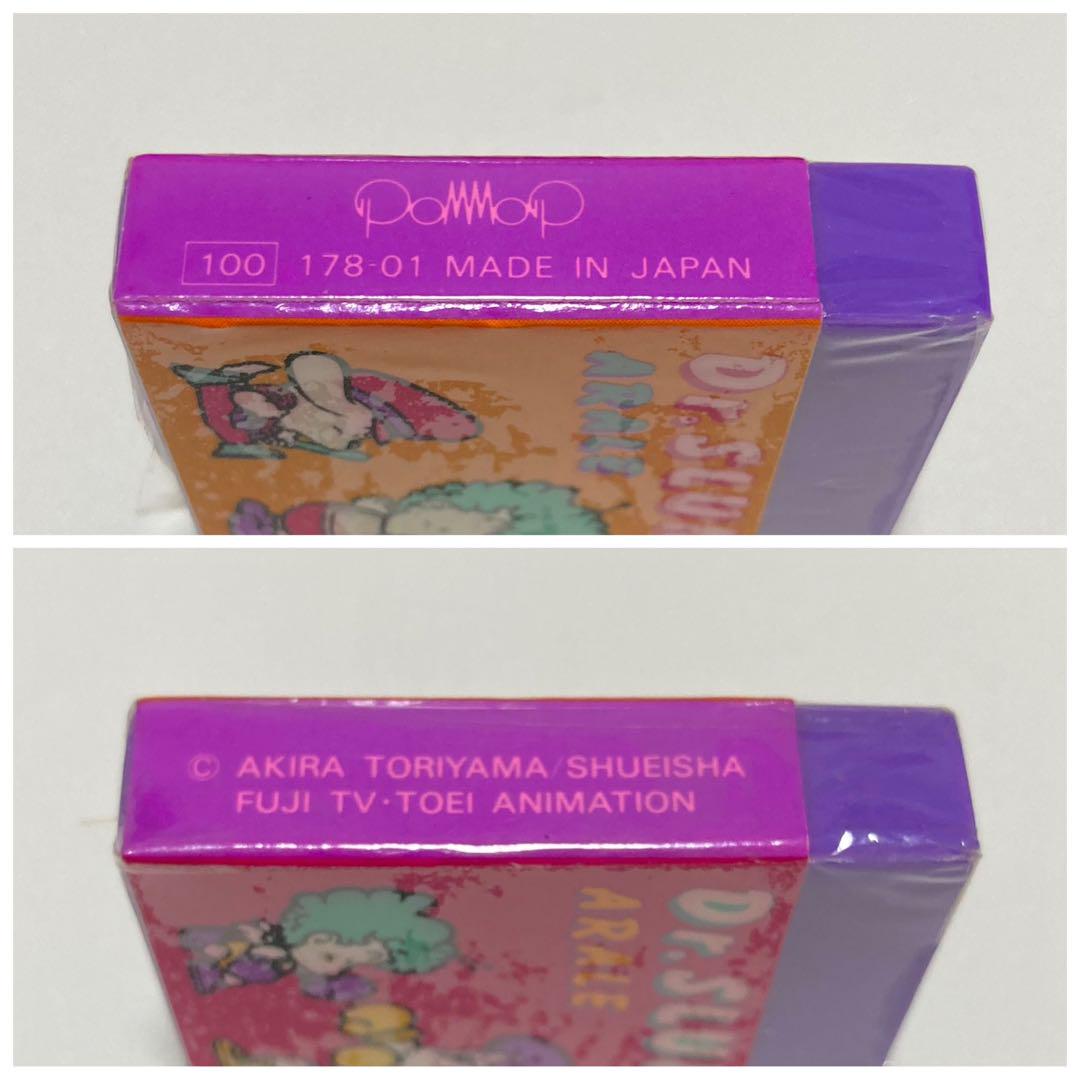 PoMMoP
100 178-01 MADE IN JAPAN
Dr.SLU
ARALE
© AKIRA TORIYAMA/SHUEISHA
FUJI TV·TOEI ANIMATION
Dr.SLU
ARALE